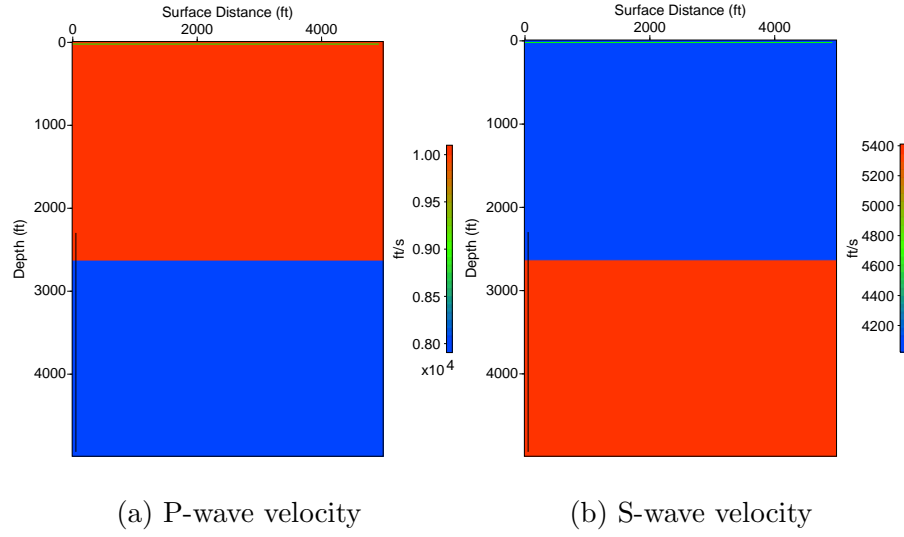 Surface Distance (ft)
0 2000 4000
0
1000
2000
3000
4000
Depth (ft)
1.00
0.95
0.90
0.85
0.80
ft/s
x10 4
(a) P-wave velocity
Surface Distance (ft)
0 2000 4000
0
1000
2000
3000
4000
Depth (ft)
5400
5200
5000
4800
4600
4400
4200
ft/s
(b) S-wave velocity